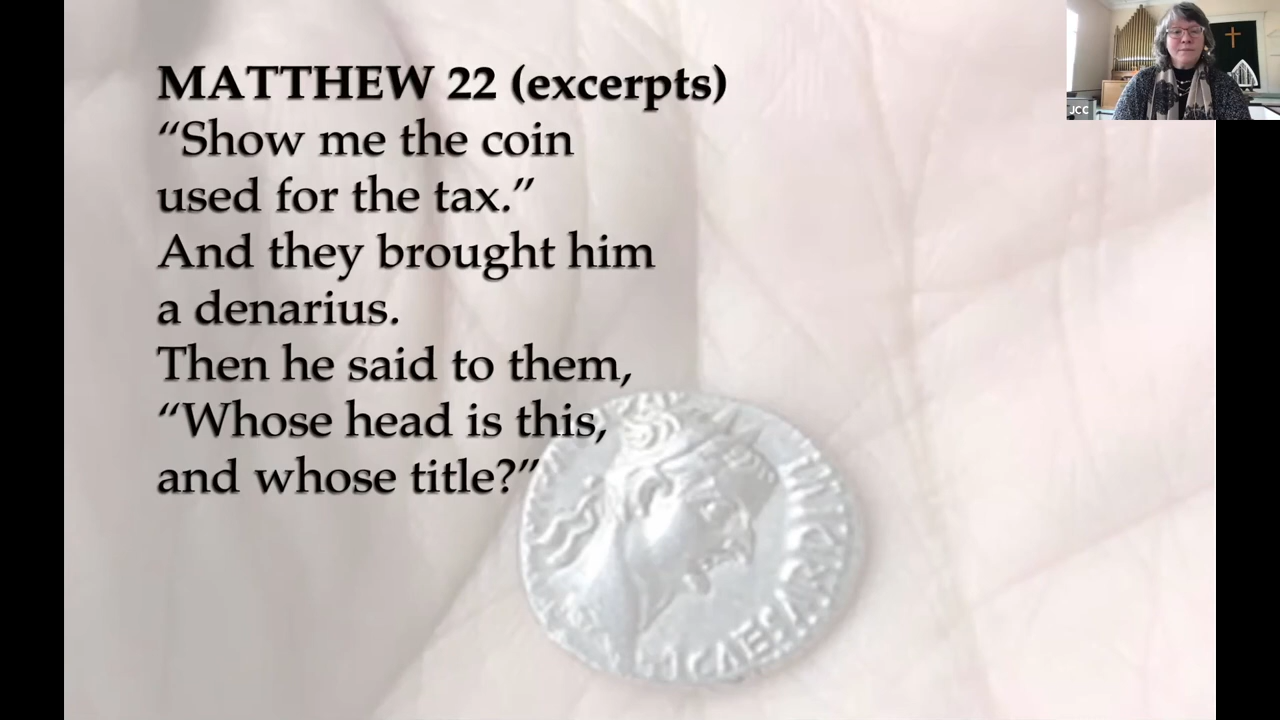 MATTHEW 22 (excerpts)
“Show me the coin
used for the tax.”
And they brought him
a denarius.
Then he said to them,
“Whose head is this,
and whose title?”
JCC
CAESAR